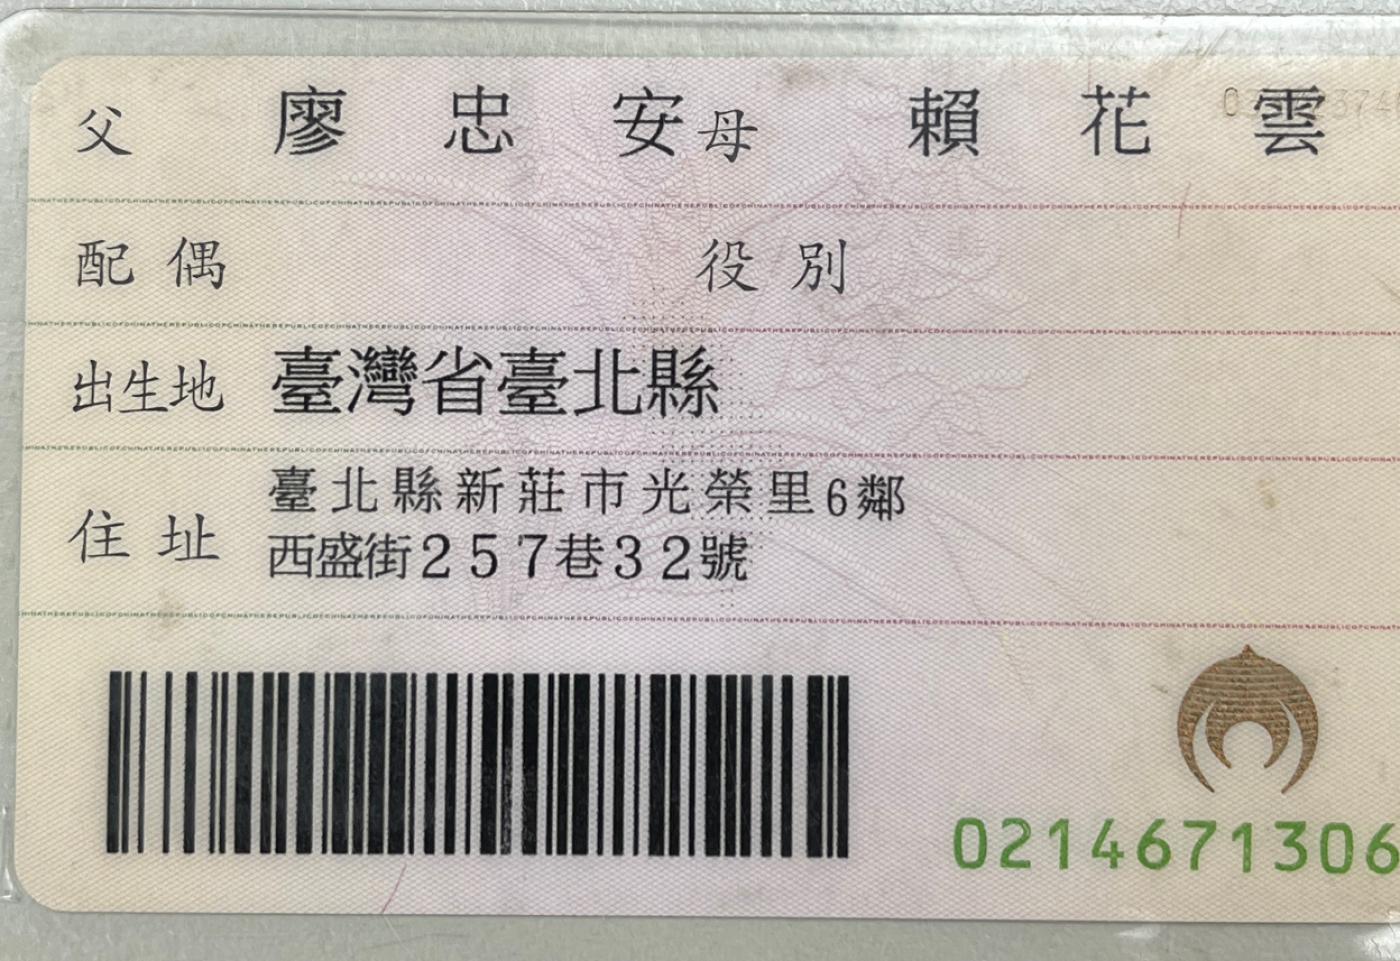 父 廖忠安 母 賴花雲
配偶 役別
出生地 臺灣省臺北縣
住址 臺北縣新莊市光榮里6鄰
西盛街257巷32號
0214671306